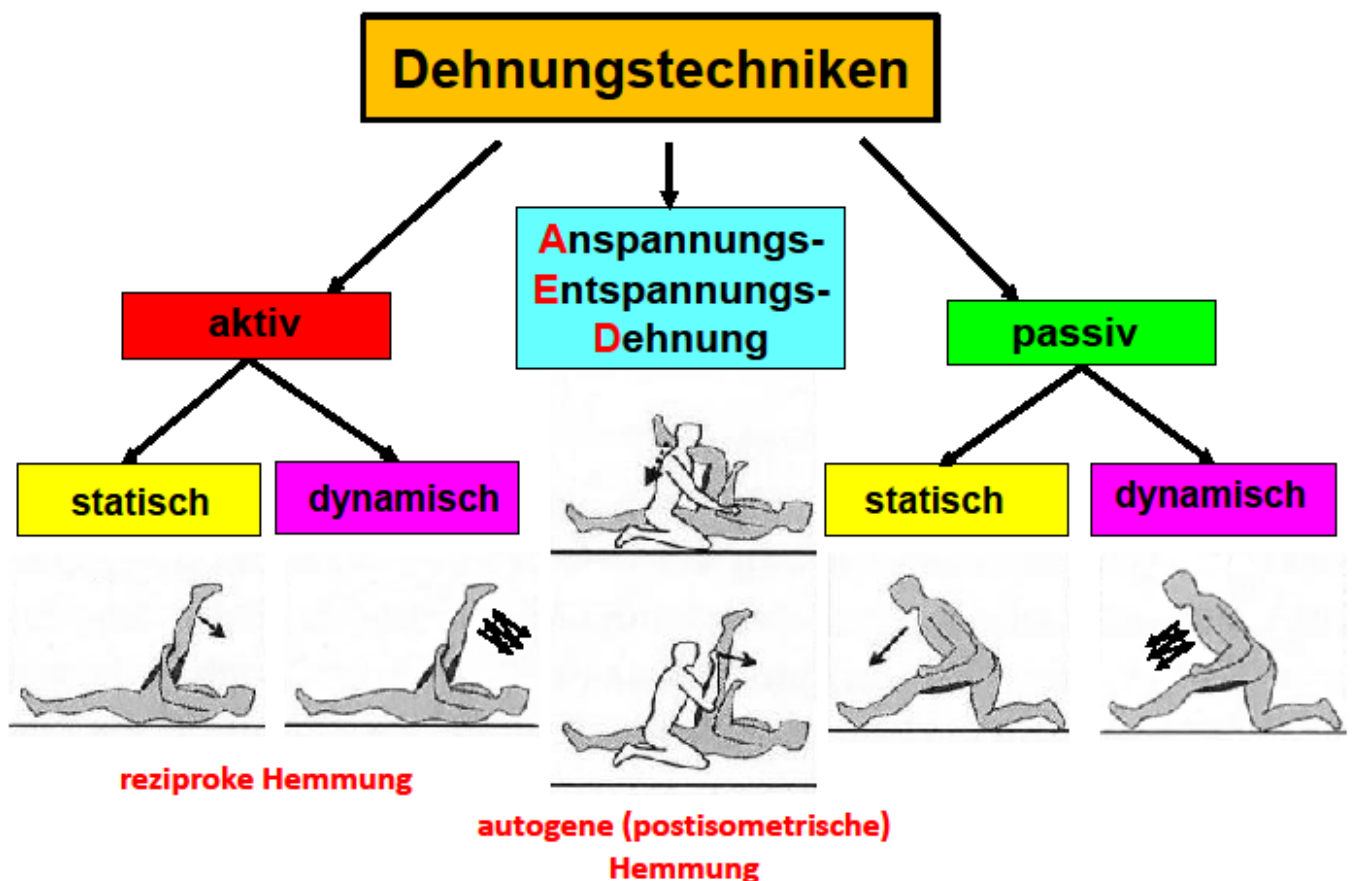 Dehnungstechniken
Anspannungs-
Entspannungs-
Dehnung
aktiv
passiv
statisch
dynamisch
statisch
dynamisch
reziproke Hemmung
autogene (postisometrische)
Hemmung